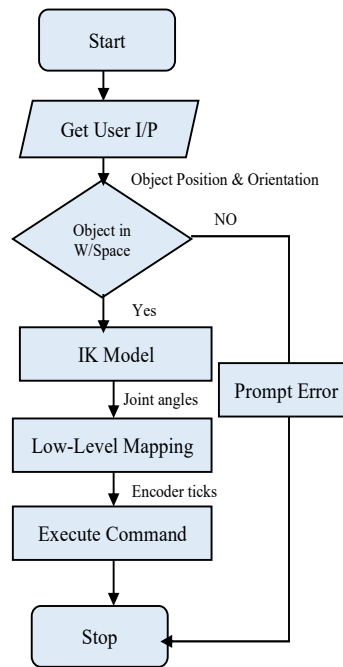 Start
Get User I/P
Object Position & Orientation
Object in
W/Space
NO
Yes
IK Model
Prompt Error
Joint angles
Low-Level Mapping
Encoder ticks
Execute Command
Stop